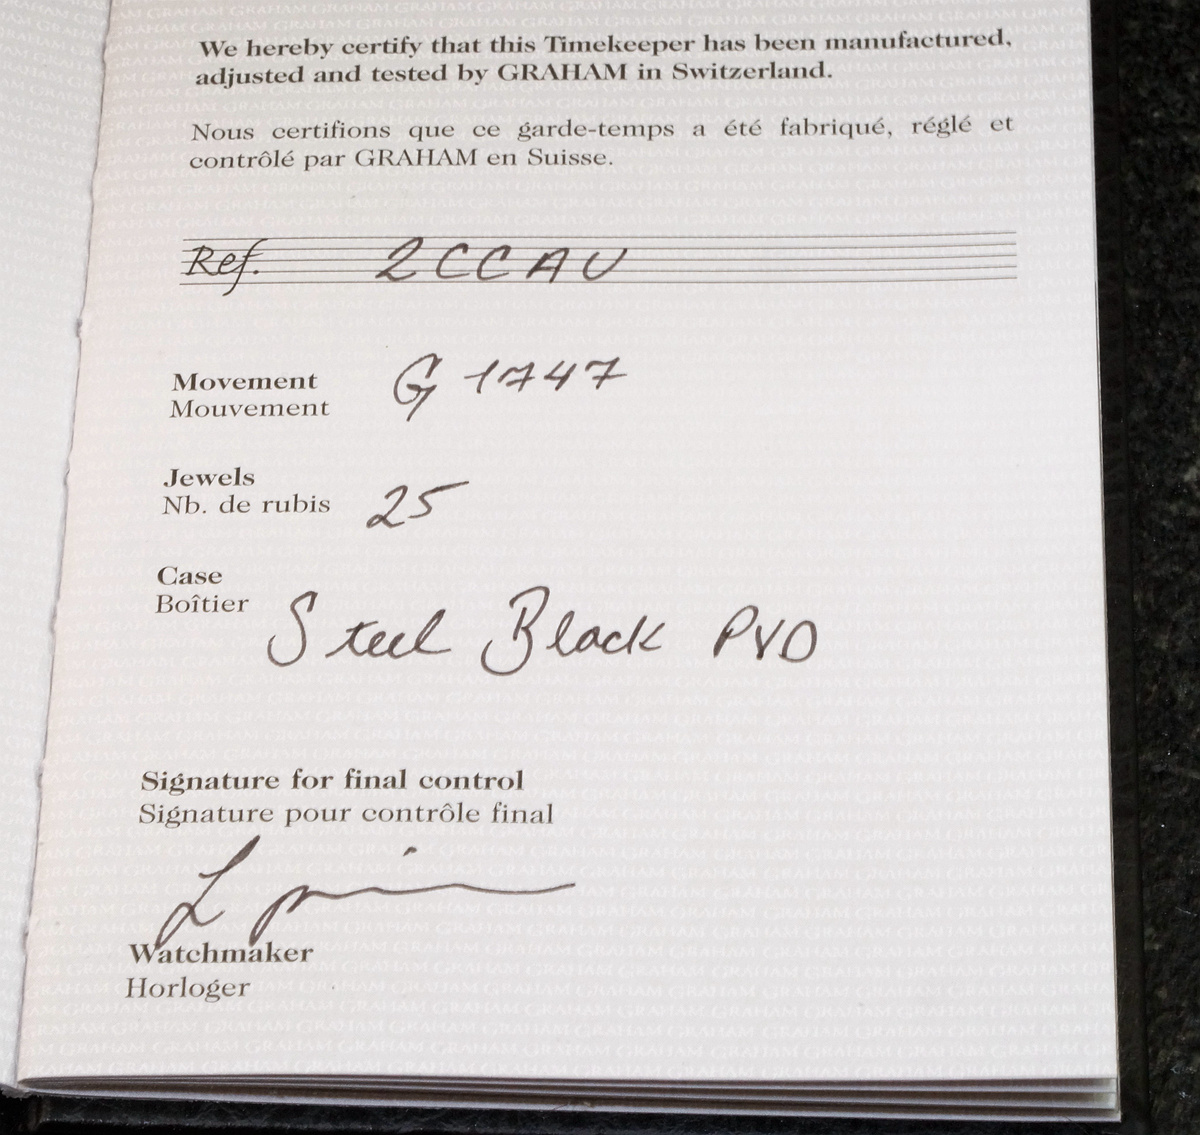 We hereby certify that this Timekeeper has been manufactured,
adjusted and tested by GRAHAM in Switzerland.
Nous certifions que ce garde-temps a été fabriqué, réglé et
contrôlé par GRAHAM en Suisse.
Ref. 2CCAU
Movement G 1747
Mouvement
Jewels
Nb. de rubis 25
Case
Boîtier
Steel Black PVD
Signature for final control
Signature pour contrôle final
Watchmaker
Horloger